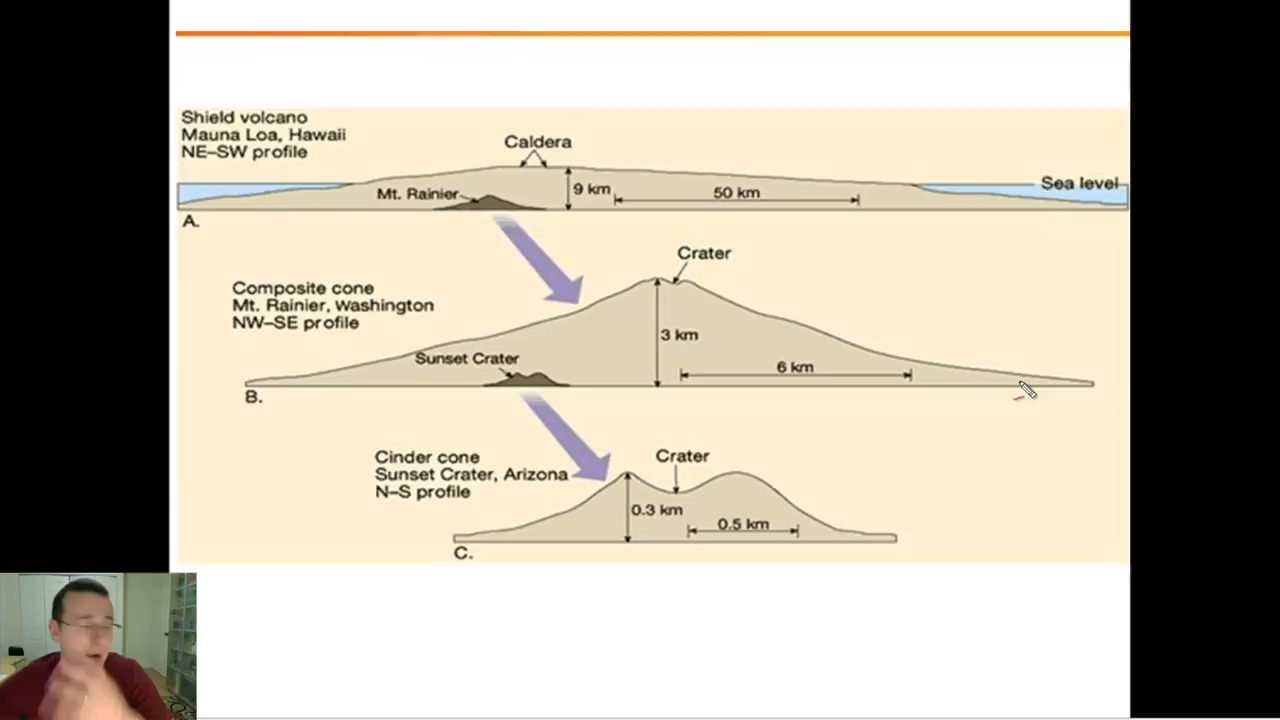 Shield volcano
Mauna Loa, Hawaii
NE–SW profile
Caldera
Mt. Rainier
9 km
50 km
Sea level
A.
Crater
Composite cone
Mt. Rainier, Washington
NW–SE profile
3 km
Sunset Crater
6 km
B.
Cinder cone
Sunset Crater, Arizona
N–S profile
Crater
0.3 km
0.5 km
C.